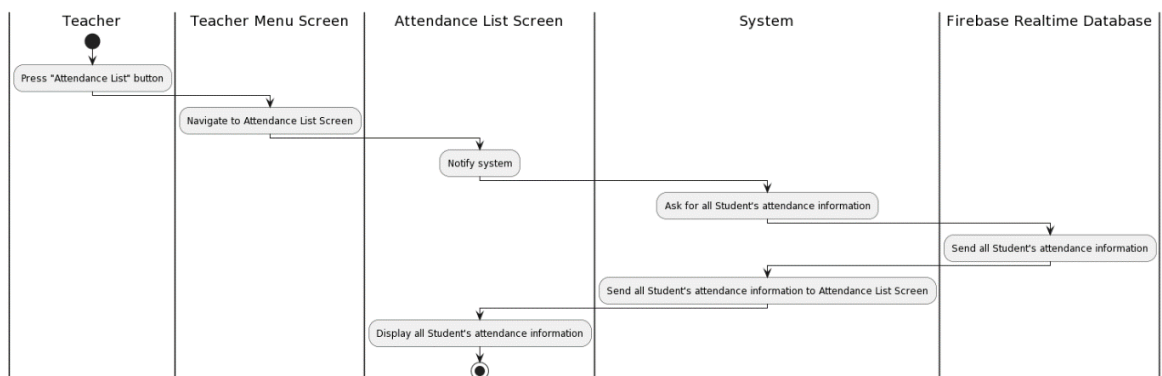 Teacher
Teacher Menu Screen
Attendance List Screen
System
Firebase Realtime Database
Press "Attendance List" button
Navigate to Attendance List Screen
Notify system
Ask for all Student's attendance information
Send all Student's attendance information
Send all Student's attendance information to Attendance List Screen
Display all Student's attendance information